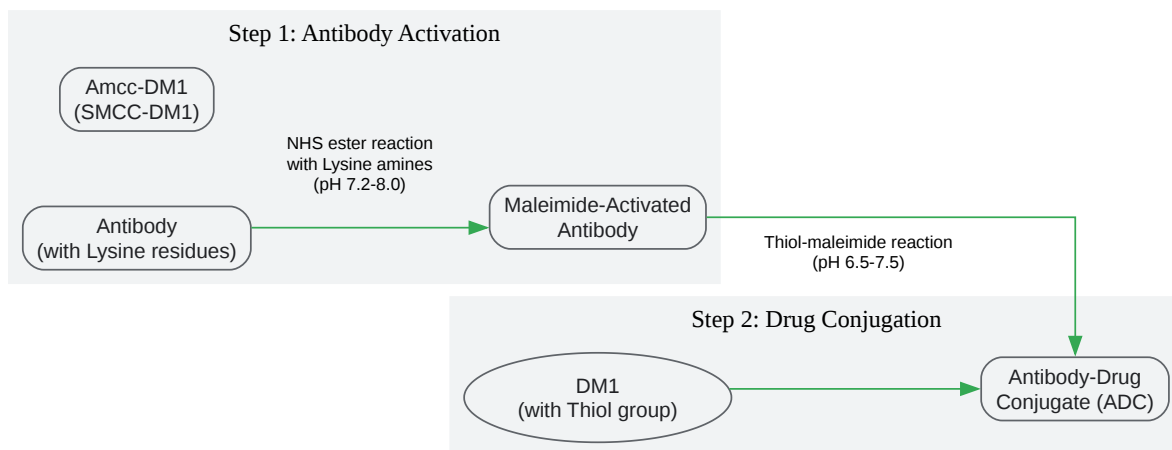 Step 1: Antibody Activation
Amcc-DM1
(SMCC-DM1)
NHS ester reaction
with Lysine amines
(pH 7.2-8.0)
Antibody
(with Lysine residues)
Maleimide-Activated
Antibody
Thiol-maleimide reaction
(pH 6.5-7.5)
Step 2: Drug Conjugation
DM1
(with Thiol group)
Antibody-Drug
Conjugate (ADC)